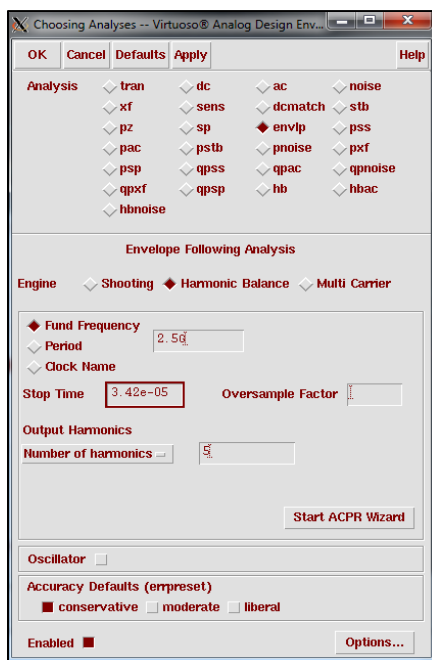 Choosing Analyses -- Virtuoso® Analog Design Env...
OK Cancel Defaults Apply Help
Analysis tran dc ac noise
xf sens dcmatch stb
pz sp envlp pss
pac pstb pnoise pxf
psp qpss qpac qpnoise
qpxf qpsp hb hbac
hbnoise
Envelope Following Analysis
Engine Shooting Harmonic Balance Multi Carrier
Fund Frequency
Period 2.5G
Clock Name
Stop Time 3.42e-05 Oversample Factor
Output Harmonics
Number of harmonics 5
Start ACPR Wizard
Oscillator
Accuracy Defaults (errpreset)
conservative moderate liberal
Enabled Options...